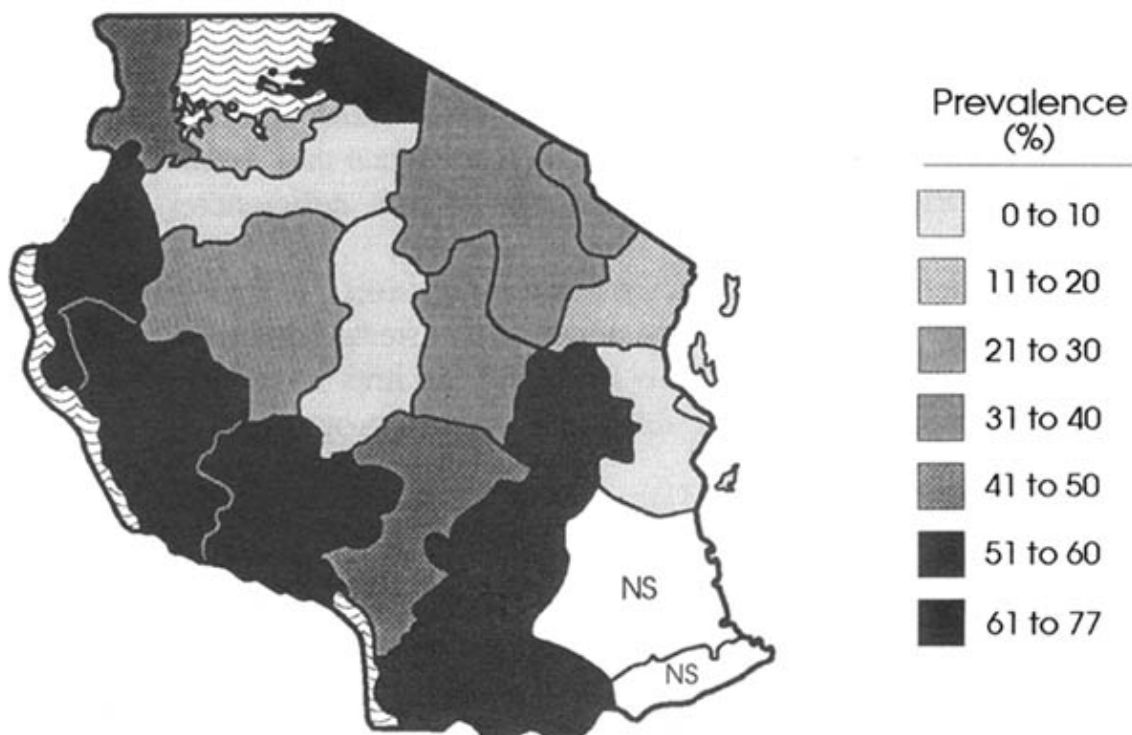 Prevalence
(%)
0 to 10
11 to 20
21 to 30
31 to 40
41 to 50
51 to 60
61 to 77
NS
NS